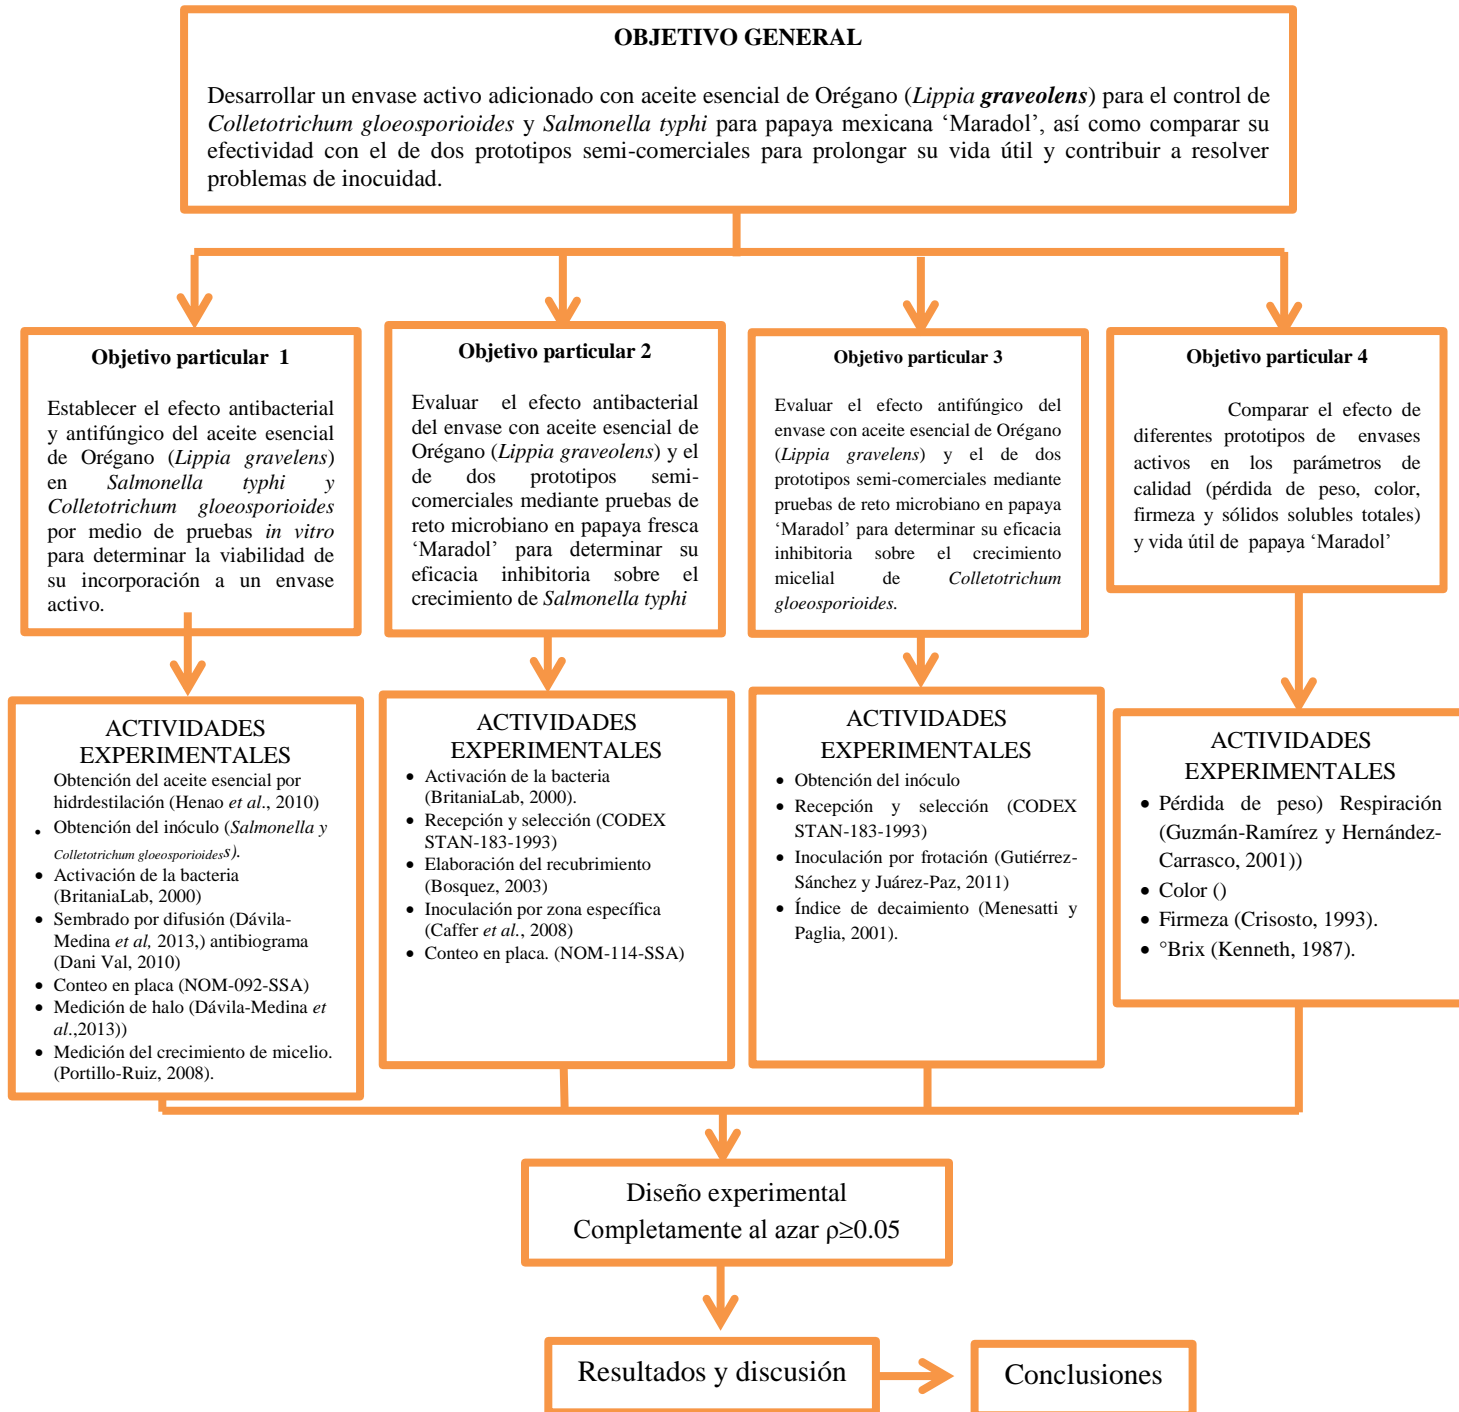 OBJETIVO GENERAL
Desarrollar un envase activo adicionado con aceite esencial de Orégano (Lippia graveolens) para el control de
Colletotrichum gloeosporioides y Salmonella typhi para papaya mexicana ‘Maradol’, así como comparar su
efectividad con el de dos prototipos semi-comerciales para prolongar su vida útil y contribuir a resolver
problemas de inocuidad.
Objetivo particular 1
Establecer el efecto antibacterial
y antifúngico del aceite esencial
de Orégano (Lippia gravelens)
en Salmonella typhi y
Colletotrichum gloeosporioides
por medio de pruebas in vitro
para determinar la viabilidad de
su incorporación a un envase
activo.
Objetivo particular 2
Evaluar el efecto antibacterial
del envase con aceite esencial de
Orégano (Lippia graveolens) y el
de dos prototipos semi-
comerciales mediante pruebas de
reto microbiano en papaya fresca
‘Maradol’ para determinar su
eficacia inhibitoria sobre el
crecimiento de Salmonella typhi
Objetivo particular 3
Evaluar el efecto antifúngico del
envase con aceite esencial de Orégano
(Lippia gravelens) y el de dos
prototipos semi-comerciales mediante
pruebas de reto microbiano en papaya
‘Maradol’ para determinar su eficacia
inhibitoria sobre el crecimiento
micelial de Colletotrichum
gloeosporioides.
Objetivo particular 4
Comparar el efecto de
diferentes prototipos de envases
activos en los parámetros de
calidad (pérdida de peso, color,
firmeza y sólidos solubles totales)
y vida útil de papaya ‘Maradol’
ACTIVIDADES
EXPERIMENTALES
Obtención del aceite esencial por
hidrdestilación (Henao et al., 2010)
• Obtención del inóculo (Salmonella y
Colletotrichum gloeosporioidess).
• Activación de la bacteria
(BritaniaLab, 2000)
• Sembrado por difusión (Dávila-
Medina et al, 2013,) antibiograma
(Dani Val, 2010)
• Conteo en placa (NOM-092-SSA)
• Medición de halo (Dávila-Medina et
al.,2013))
• Medición del crecimiento de micelio.
(Portillo-Ruiz, 2008).
ACTIVIDADES
EXPERIMENTALES
• Activación de la bacteria
(BritaniaLab, 2000).
• Recepción y selección (CODEX
STAN-183-1993)
• Elaboración del recubrimiento
(Bosquez, 2003)
• Inoculación por zona específica
(Caffer et al., 2008)
• Conteo en placa. (NOM-114-SSA)
ACTIVIDADES
EXPERIMENTALES
• Obtención del inóculo
• Recepción y selección (CODEX
STAN-183-1993)
• Inoculación por frotación (Gutiérrez-
Sánchez y Juárez-Paz, 2011)
• Índice de decaimiento (Menesatti y
Paglia, 2001).
ACTIVIDADES
EXPERIMENTALES
• Pérdida de peso) Respiración
(Guzmán-Ramírez y Hernández-
Carrasco, 2001))
• Color ()
• Firmeza (Crisosto, 1993).
• °Brix (Kenneth, 1987).
Diseño experimental
Completamente al azar ρ≥0.05
Resultados y discusión
Conclusiones